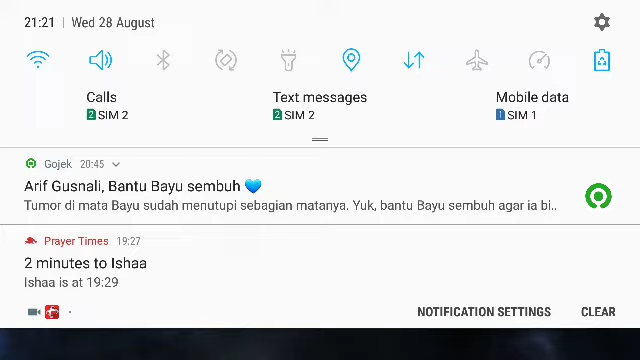 21:21 | Wed 28 August
Calls
2 SIM 2
Text messages
2 SIM 2
Mobile data
1 SIM 1
Gojek 20:45
Arif Gusnali, Bantu Bayu sembuh 💙
Tumor di mata Bayu sudah menutupi sebagian matanya. Yuk, bantu Bayu sembuh agar ia bi..
Prayer Times 19:27
2 minutes to Ishaa
Ishaa is at 19:29
NOTIFICATION SETTINGS CLEAR